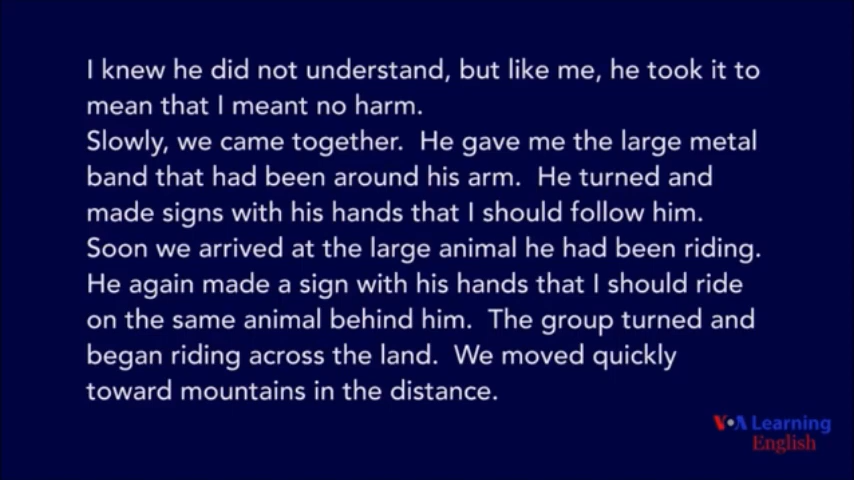 I knew he did not understand, but like me, he took it to
mean that I meant no harm.
Slowly, we came together.  He gave me the large metal
band that had been around his arm.  He turned and
made signs with his hands that I should follow him.
Soon we arrived at the large animal he had been riding.
He again made a sign with his hands that I should ride
on the same animal behind him.  The group turned and
began riding across the land.  We moved quickly
toward mountains in the distance.
VOA Learning
English